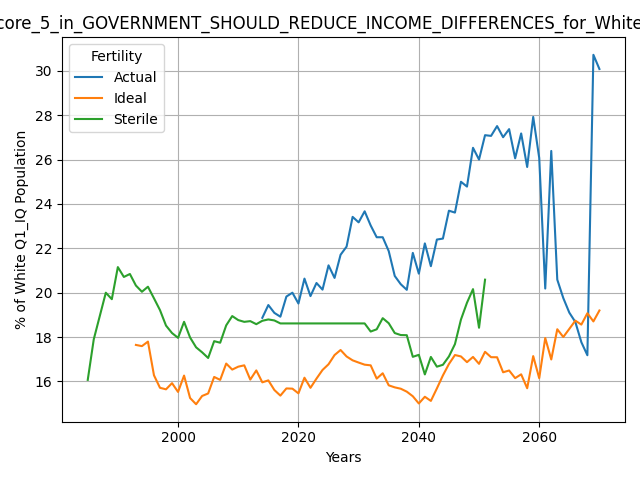 core_5_in_GOVERNMENT_SHOULD_REDUCE_INCOME_DIFFERENCES_for_White
Fertility
Actual
Ideal
Sterile
% of White Q1_IQ Population
30
28
26
24
22
20
18
16
2000
2020
2040
2060
Years